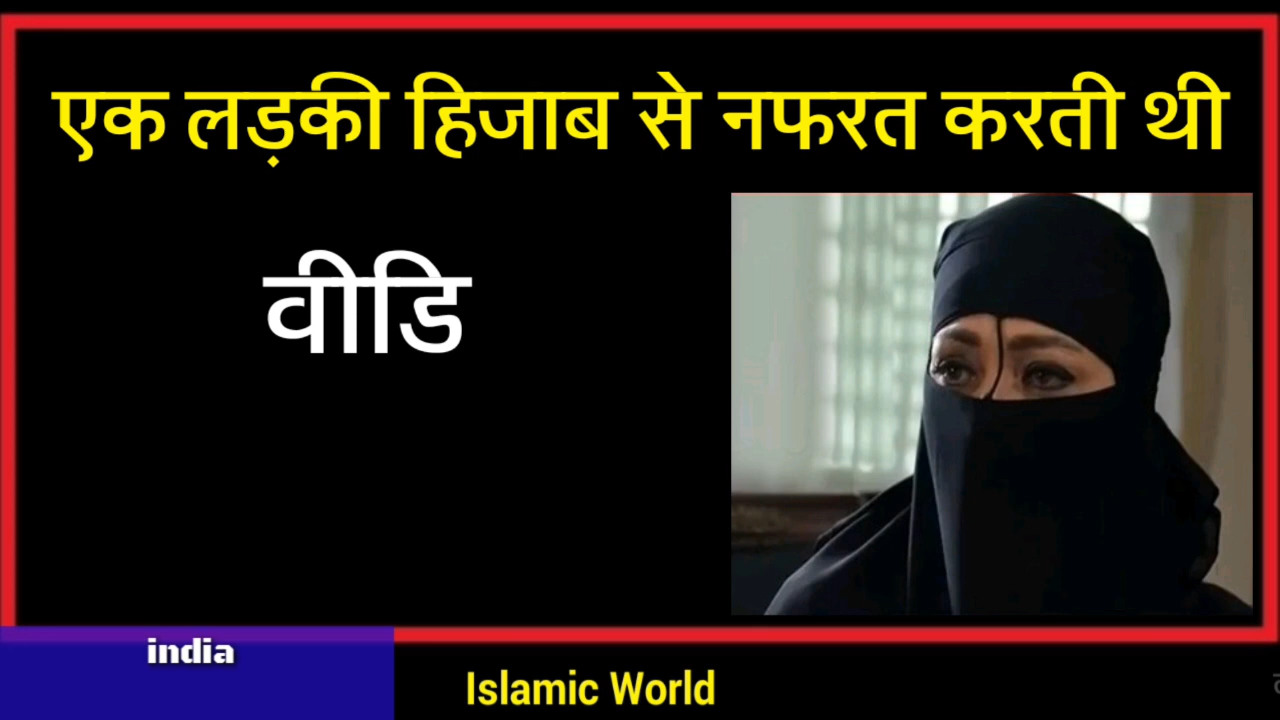 एक लड़की हिजाब से नफरत करती थी
वीडि
india
Islamic World